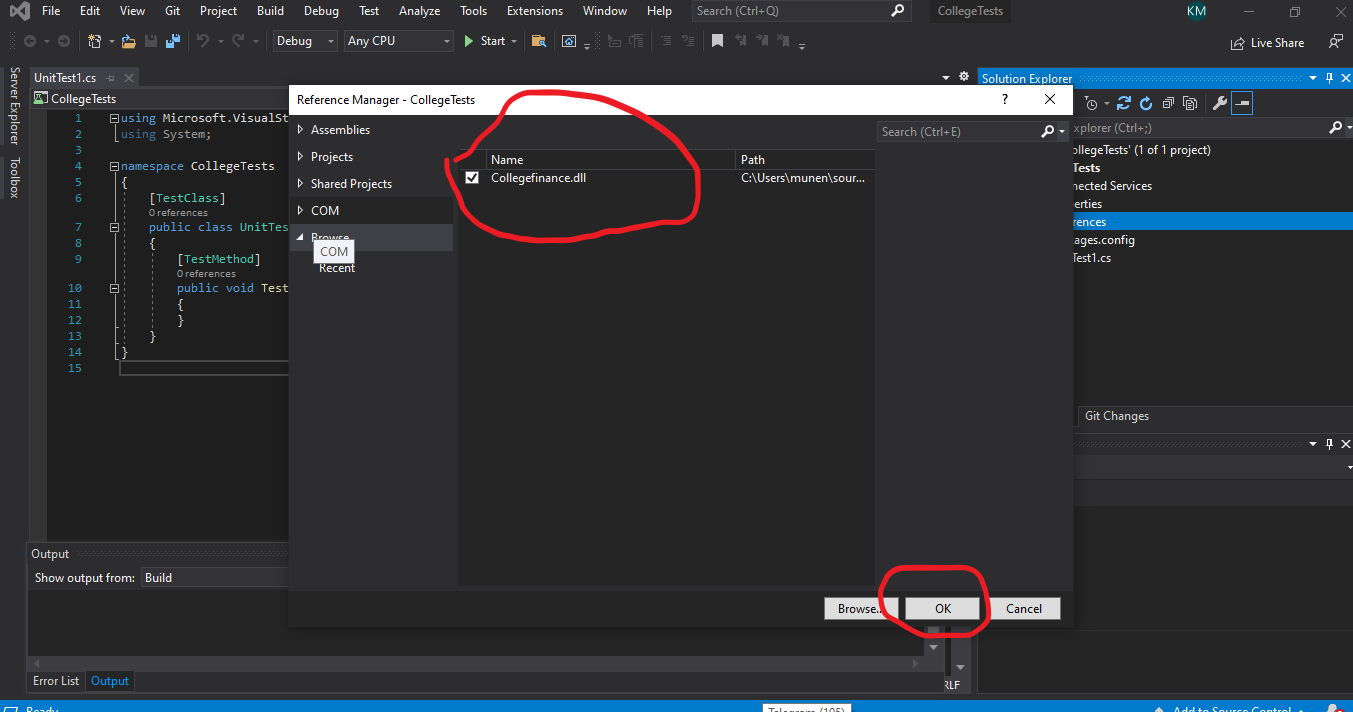 File Edit View Git Project Build Debug Test Analyze Tools Extensions Window Help Search (Ctrl+Q) CollegeTests KM
Debug Any CPU Start Live Share
Server Explorer
Toolbox
UnitTest1.cs
CollegeTests
1 using Microsoft.VisualSt
2 using System;
3
4 namespace CollegeTests
5 {
6 [TestClass]
0 references
7 public class UnitTes
8 {
9 [TestMethod]
0 references
10 public void Test
11 {
12 }
13 }
14 }
15
Reference Manager - CollegeTests ?
Assemblies
Projects
Shared Projects
COM
Browse
COM
Recent
Name Path
Collegefinance.dll C:\Users\munen\sour...
Search (Ctrl+E)
Browse... OK Cancel
Solution Explorer
xplorer (Ctrl+;)
ollegeTests' (1 of 1 project)
Tests
nected Services
erties
rences
ages.config
Test1.cs
Git Changes
Output
Show output from: Build
Error List Output
RLF
Ready Telegram (195) Add to Source Control